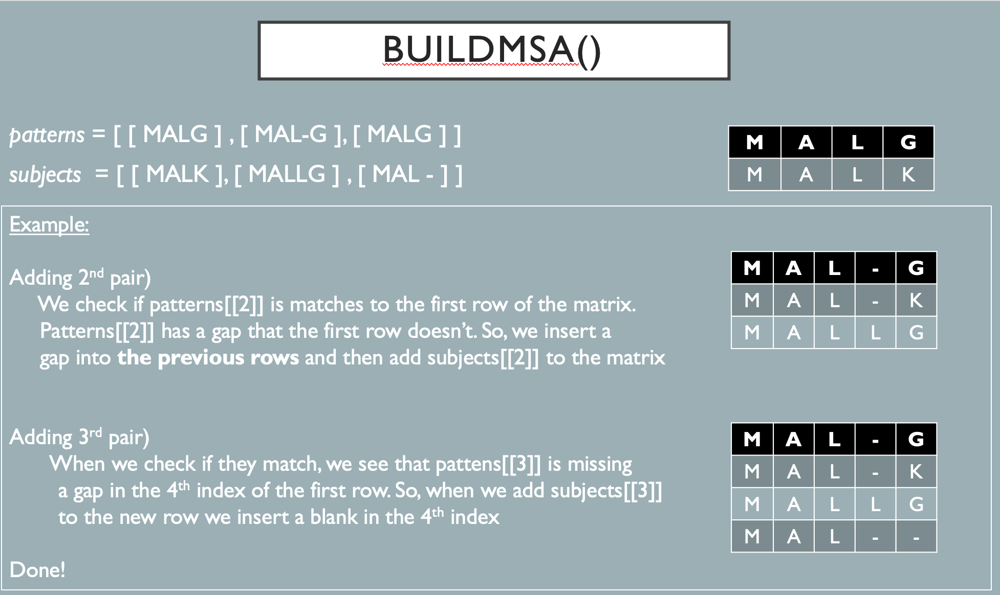 BUILDMSA()
patterns = [ [ MALG ] , [ MAL-G ], [ MALG ] ]
subjects = [ [ MALK ], [ MALLG ] , [ MAL - ] ]
M A L G
M A L K
Example:
Adding 2nd pair)
We check if patterns[[2]] is matches to the first row of the matrix.
Patterns[[2]] has a gap that the first row doesn’t. So, we insert a
gap into the previous rows and then add subjects[[2]] to the matrix
M A L - G
M A L - K
M A L L G
Adding 3rd pair)
When we check if they match, we see that pattens[[3]] is missing
a gap in the 4th index of the first row. So, when we add subjects[[3]]
to the new row we insert a blank in the 4th index
M A L - G
M A L - K
M A L L G
M A L - -
Done!